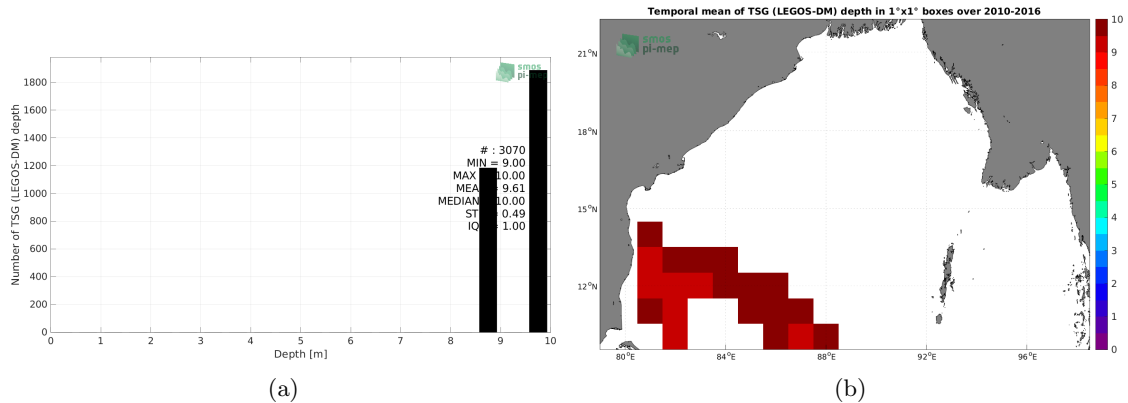 smos
pi-mep
Number of TSG (LEGOS-DM) depth
1800
1600
1400
1200
1000
800
600
400
200
0
# : 3070
MIN = 9.00
MAX = 10.00
MEAN = 9.61
MEDIAN = 10.00
= 0.49
= 1.00
0 1 2 3 4 5 6 7 8 9 10
Depth [m]
(a)
Temporal mean of TSG (LEGOS-DM) depth in 1°x1° boxes over 2010-2016
smos
pi-mep
21°N
18°N
15°N
12°N
80°E 84°E 88°E 92°E 96°E
10
9
8
7
6
5
4
3
2
1
0
(b)